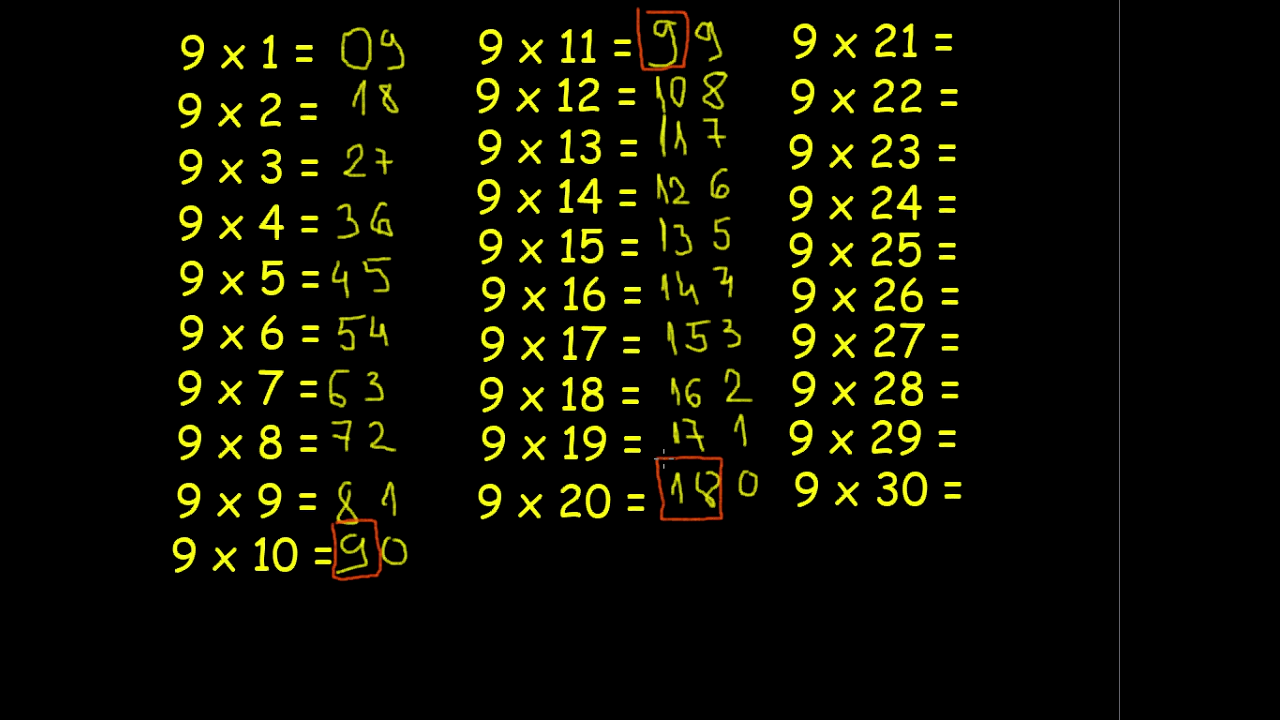 9 x 1 = 09
9 x 2 = 18
9 x 3 = 27
9 x 4 = 36
9 x 5 = 45
9 x 6 = 54
9 x 7 = 63
9 x 8 = 72
9 x 9 = 81
9 x 10 = 90
9 x 11 = 99
9 x 12 = 108
9 x 13 = 117
9 x 14 = 126
9 x 15 = 135
9 x 16 = 144
9 x 17 = 153
9 x 18 = 162
9 x 19 = 171
9 x 20 = 180
9 x 21 =
9 x 22 =
9 x 23 =
9 x 24 =
9 x 25 =
9 x 26 =
9 x 27 =
9 x 28 =
9 x 29 =
9 x 30 =